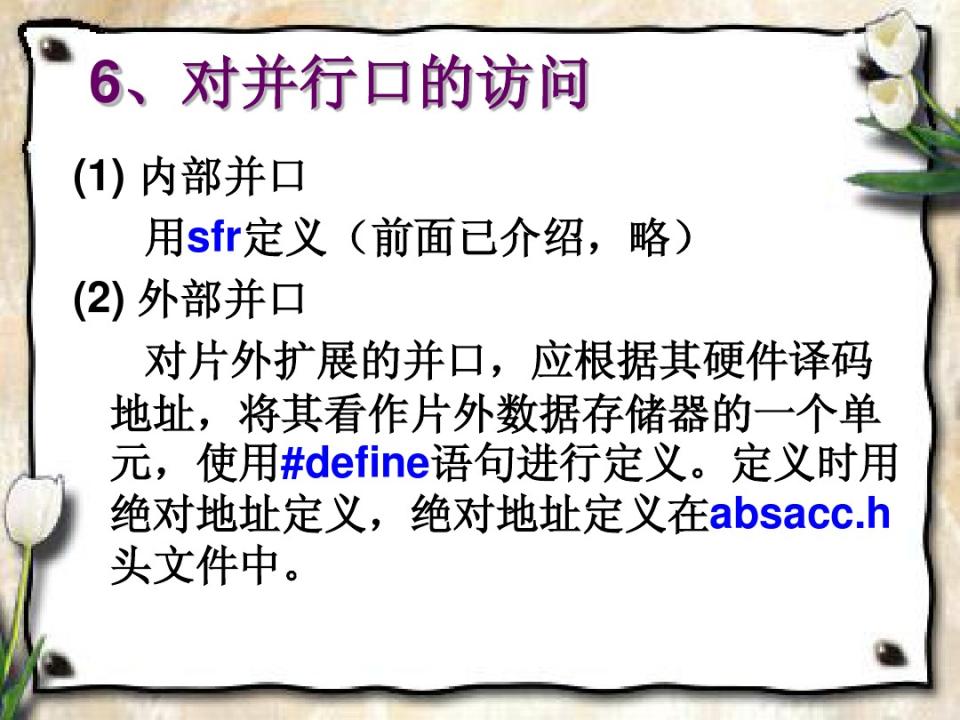 6、对并行口的访问
(1) 内部并口
用sfr定义（前面已介绍，略）
(2) 外部并口
对片外扩展的并口，应根据其硬件译码
地址，将其看作片外数据存储器的一个单
元，使用#define语句进行定义。定义时用
绝对地址定义，绝对地址定义在absacc.h
头文件中。